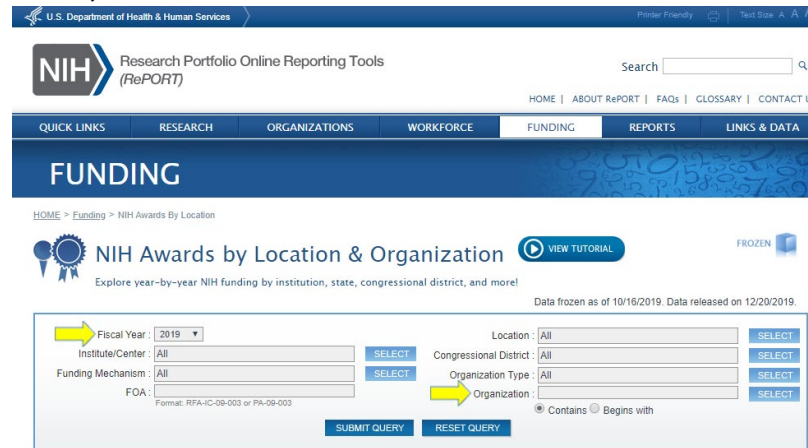 U.S. Department of Health & Human Services
Printer Friendly Text Size A A A
NIH Research Portfolio Online Reporting Tools
(RePORT)
Search
HOME | ABOUT RePORT | FAQs | GLOSSARY | CONTACT
QUICK LINKS RESEARCH ORGANIZATIONS WORKFORCE FUNDING REPORTS LINKS & DATA
FUNDING
HOME > Funding > NIH Awards By Location
NIH Awards by Location & Organization VIEW TUTORIAL FROZEN
Explore year-by-year NIH funding by institution, state, congressional district, and more!
Data frozen as of 10/16/2019. Data released on 12/20/2019.
Fiscal Year : 2019 Location : All SELECT
Institute/Center : All SELECT Congressional District : All SELECT
Funding Mechanism : All SELECT Organization Type : All SELECT
FOA : Organization : SELECT
Format: RFA-IC-09-003 or PA-09-003 Contains Begins with
SUBMIT QUERY RESET QUERY